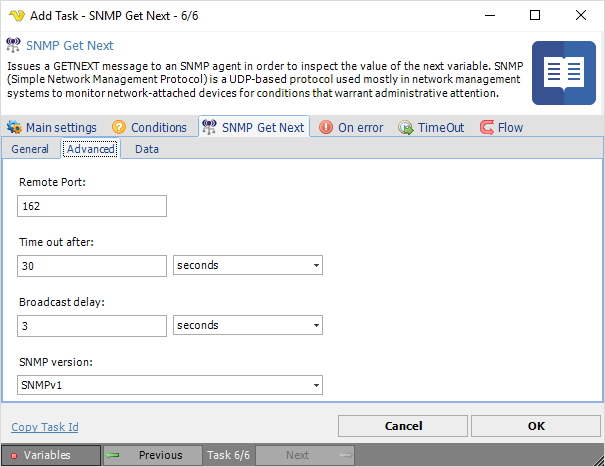 Add Task - SNMP Get Next - 6/6
SNMP Get Next
Issues a GETNEXT message to an SNMP agent in order to inspect the value of the next variable. SNMP
(Simple Network Management Protocol) is a UDP-based protocol used mostly in network management
systems to monitor network-attached devices for conditions that warrant administrative attention.
Main settings Conditions SNMP Get Next On error TimeOut Flow
General Advanced Data
Remote Port:
162
Time out after:
30 seconds
Broadcast delay:
3 seconds
SNMP version:
SNMPv1
Copy Task Id Cancel OK
Variables Previous Task 6/6 Next